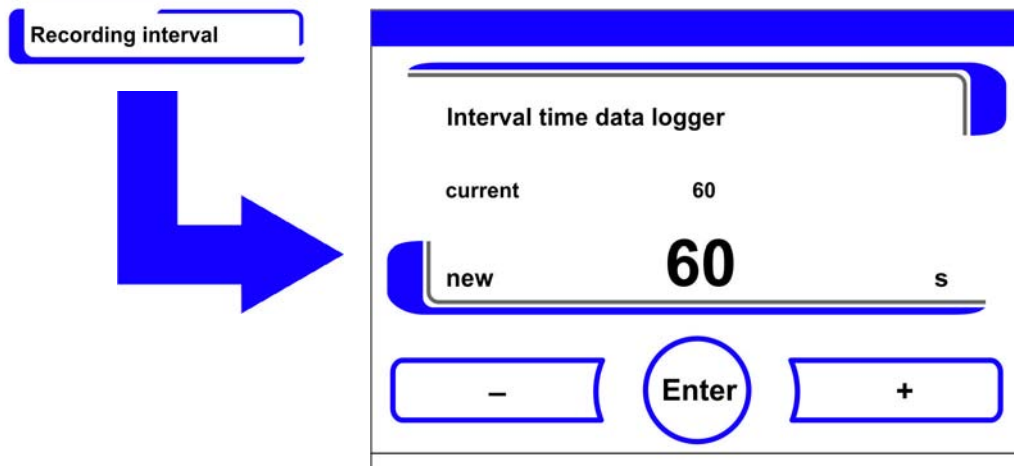 Recording interval
Interval time data logger
current 60
new 60 s
– Enter +